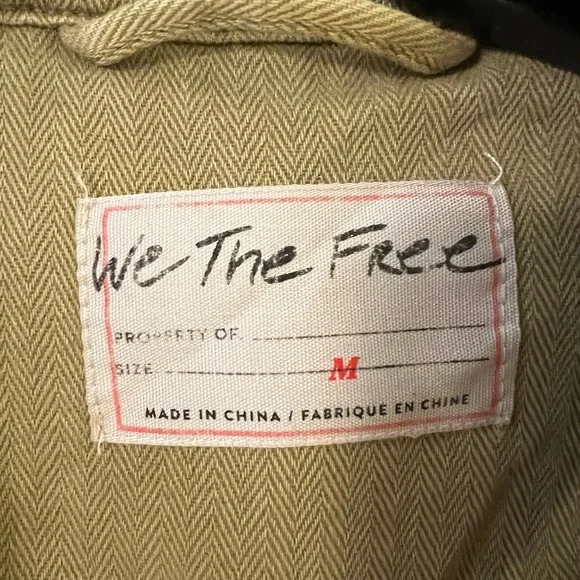 We The Free
PROPERTY OF.
SIZE M
MADE IN CHINA / FABRIQUE EN CHINE